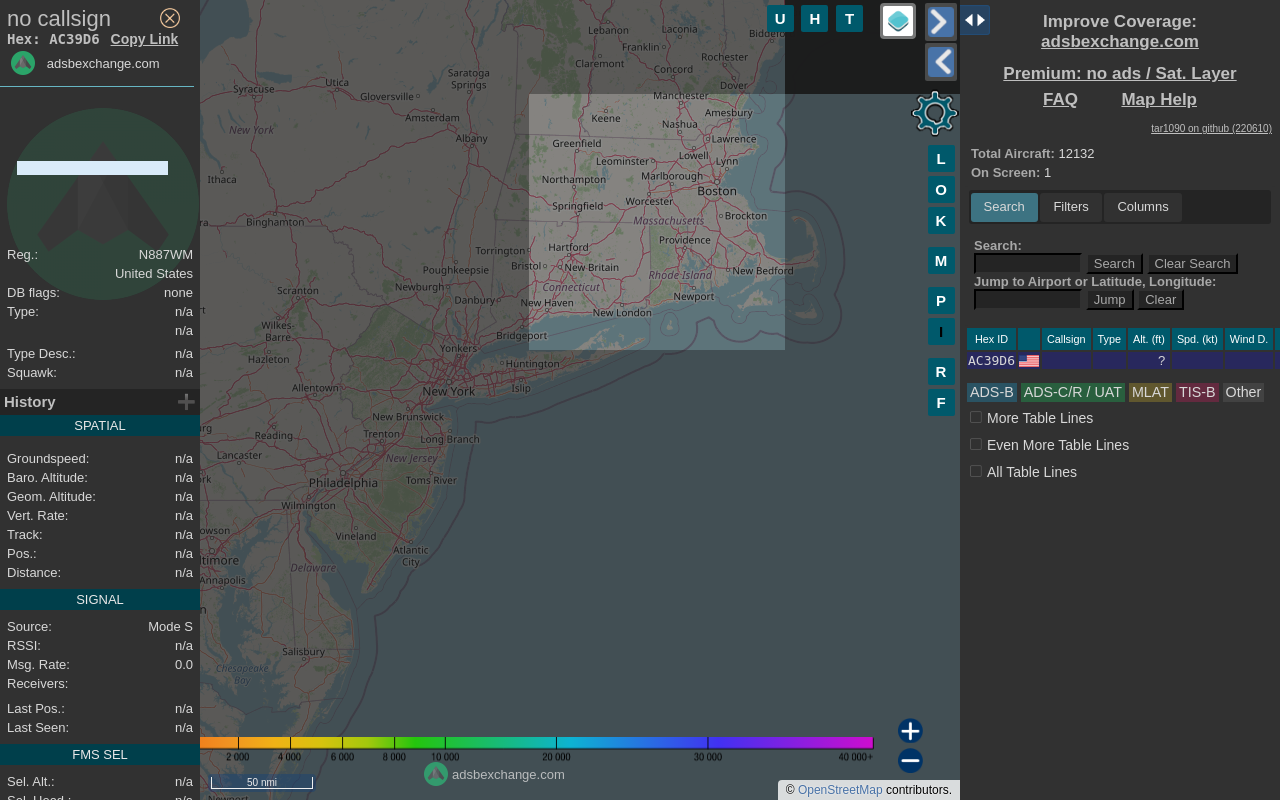 no callsign
Hex: AC39D6 Copy Link
adsbexchange.com
Reg.: N887WM
United States
DB flags: none
Type: n/a
n/a
Type Desc.: n/a
Squawk: n/a
History
SPATIAL
Groundspeed: n/a
Baro. Altitude: n/a
Geom. Altitude: n/a
Vert. Rate: n/a
Track: n/a
Pos.: n/a
Distance: n/a
SIGNAL
Source: Mode S
RSSI: n/a
Msg. Rate: 0.0
Receivers:
Last Pos.: n/a
Last Seen: n/a
FMS SEL
Sel. Alt.: n/a
Sel. Head.: n/a
U H T
L
O
K
M
P
I
R
F
Lebanon
Laconia
Franklin
Rochester
Claremont
Concord
Dover
Saratoga
Springs
Utica
Syracuse
Gloversville
Manchester
Amesbury
Keene
Nashua
Amsterdam
New York
Albany
Greenfield
Lawrence
Lowell
Leominster
Lynn
Marlborough
Ithaca
Northampton
Boston
Worcester
Springfield
Brockton
Binghamton
Massachusetts
Providence
Hartford
Torrington
Bristol
New Britain
Rhode Island
New Bedford
Poughkeepsie
Connecticut
Newburgh
Scranton
Danbury
New Haven
Newport
New London
Wilkes-
Barre
Bridgeport
Yonkers
Hazleton
Huntington
Allentown
New York
Islip
New Brunswick
Reading
Trenton
Long Branch
Lancaster
New Jersey
Philadelphia
Toms River
Wilmington
Vineland
Atlantic
City
Delaware
Annapolis
Salisbury
Chesapeake
Bay
2 000 4 000 6 000 8 000 10 000 20 000 30 000 40 000+
50 nmi
adsbexchange.com
© OpenStreetMap contributors.
Improve Coverage:
adsbexchange.com
Premium: no ads / Sat. Layer
FAQ Map Help
tar1090 on github (220610)
Total Aircraft: 12132
On Screen: 1
Search Filters Columns
Search:
Search Clear Search
Jump to Airport or Latitude, Longitude:
Jump Clear
Hex ID Callsign Type Alt. (ft) Spd. (kt) Wind D.
AC39D6 ?
ADS-B ADS-C/R / UAT MLAT TIS-B Other
More Table Lines
Even More Table Lines
All Table Lines